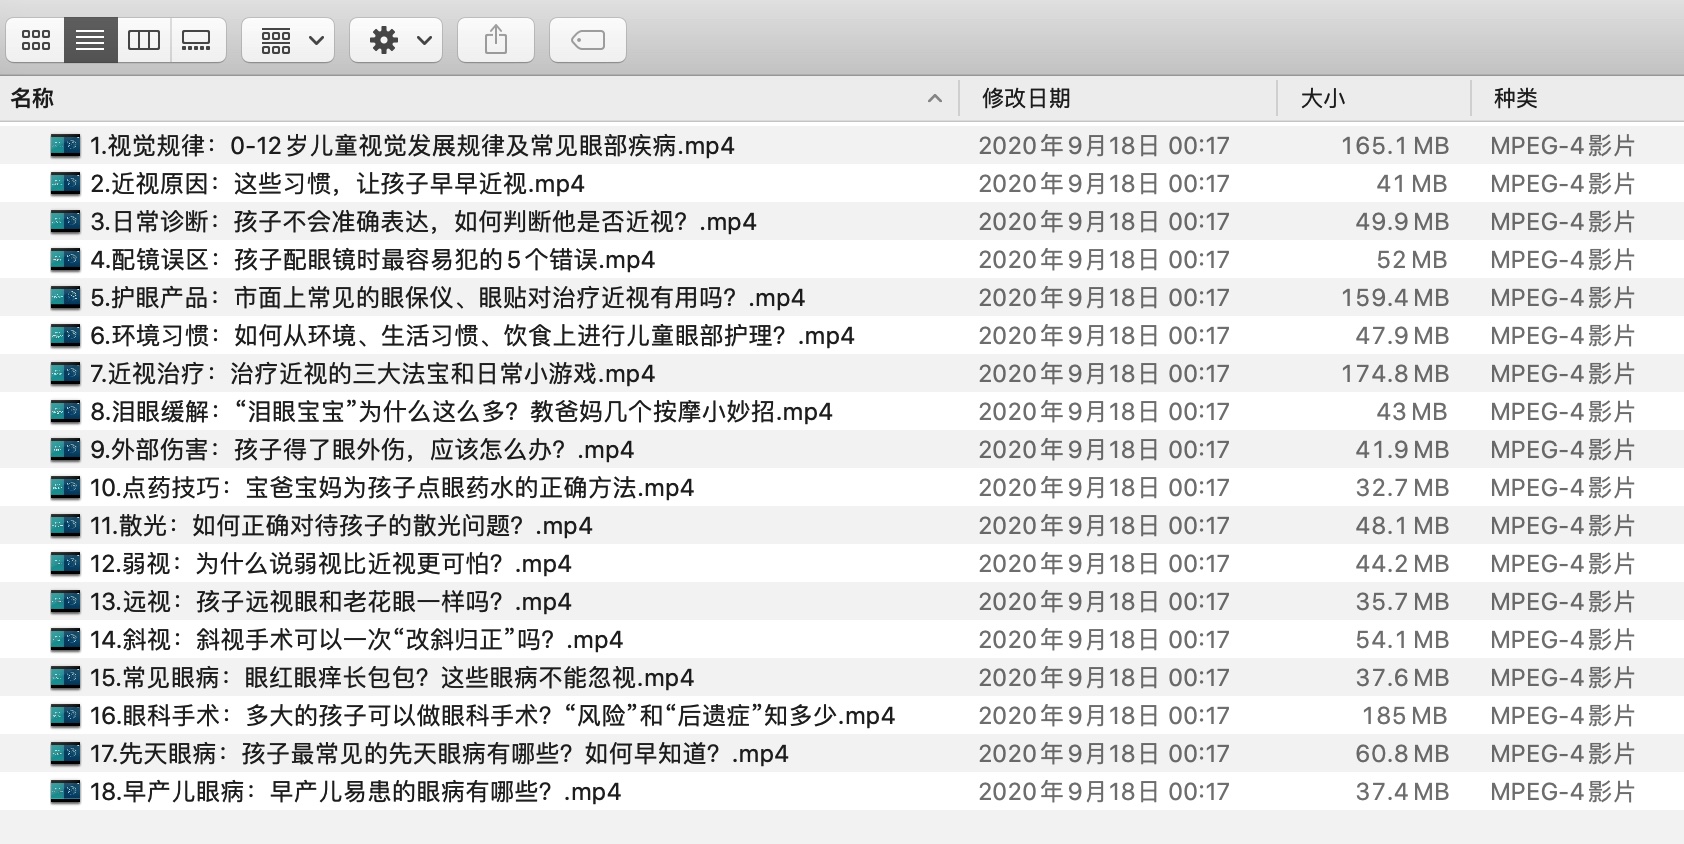 名称 修改日期 大小 种类
1.视觉规律：0-12岁儿童视觉发展规律及常见眼部疾病.mp4 2020年9月18日 00:17 165.1 MB MPEG-4影片
2.近视原因：这些习惯，让孩子早早近视.mp4 2020年9月18日 00:17 41 MB MPEG-4影片
3.日常诊断：孩子不会准确表达，如何判断他是否近视？.mp4 2020年9月18日 00:17 49.9 MB MPEG-4影片
4.配镜误区：孩子配眼镜时最容易犯的5个错误.mp4 2020年9月18日 00:17 52 MB MPEG-4影片
5.护眼产品：市面上常见的眼保仪、眼贴对治疗近视有用吗？.mp4 2020年9月18日 00:17 159.4 MB MPEG-4影片
6.环境习惯：如何从环境、生活习惯、饮食上进行儿童眼部护理？.mp4 2020年9月18日 00:17 47.9 MB MPEG-4影片
7.近视治疗：治疗近视的三大法宝和日常小游戏.mp4 2020年9月18日 00:17 174.8 MB MPEG-4影片
8.泪眼缓解：“泪眼宝宝”为什么这么多？教爸妈几个按摩小妙招.mp4 2020年9月18日 00:17 43 MB MPEG-4影片
9.外部伤害：孩子得了眼外伤，应该怎么办？.mp4 2020年9月18日 00:17 41.9 MB MPEG-4影片
10.点药技巧：宝爸宝妈为孩子点眼药水的正确方法.mp4 2020年9月18日 00:17 32.7 MB MPEG-4影片
11.散光：如何正确对待孩子的散光问题？.mp4 2020年9月18日 00:17 48.1 MB MPEG-4影片
12.弱视：为什么说弱视比近视更可怕？.mp4 2020年9月18日 00:17 44.2 MB MPEG-4影片
13.远视：孩子远视眼和老花眼一样吗？.mp4 2020年9月18日 00:17 35.7 MB MPEG-4影片
14.斜视：斜视手术可以一次“改斜归正”吗？.mp4 2020年9月18日 00:17 54.1 MB MPEG-4影片
15.常见眼病：眼红眼痒长包包？这些眼病不能忽视.mp4 2020年9月18日 00:17 37.6 MB MPEG-4影片
16.眼科手术：多大的孩子可以做眼科手术？“风险”和“后遗症”知多少.mp4 2020年9月18日 00:17 185 MB MPEG-4影片
17.先天眼病：孩子最常见的先天眼病有哪些？如何早知道？.mp4 2020年9月18日 00:17 60.8 MB MPEG-4影片
18.早产儿眼病：早产儿易患的眼病有哪些？.mp4 2020年9月18日 00:17 37.4 MB MPEG-4影片